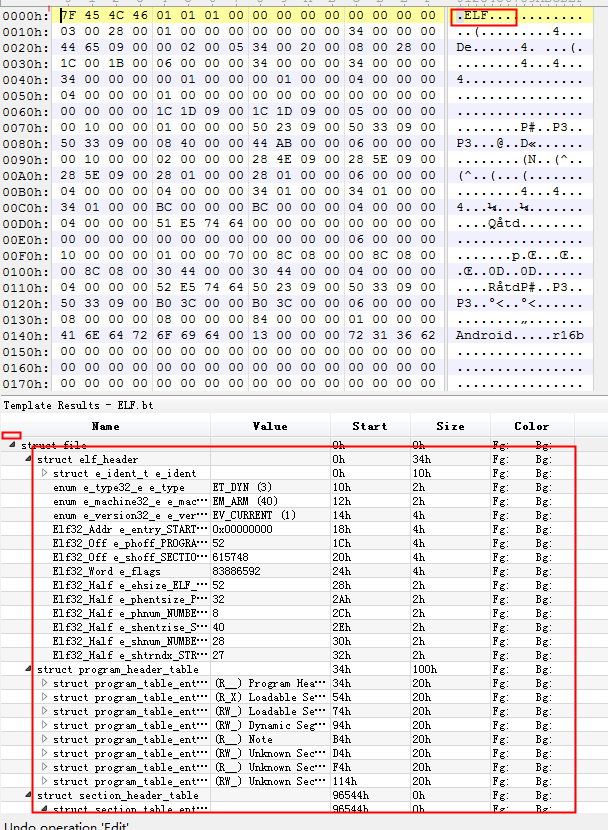 0000h: 7F 45 4C 46 01 01 01 00 00 00 00 00 00 00 00 00 .ELF............
0010h: 03 00 28 00 01 00 00 00 00 00 00 00 34 00 00 00 ..(.........4...
0020h: 44 65 09 00 00 02 00 05 34 00 20 00 08 00 28 00 De......4. ...(.
0030h: 1C 00 1B 00 06 00 00 00 34 00 00 00 34 00 00 00 ........4...4...
0040h: 34 00 00 00 00 01 00 00 00 01 00 00 04 00 00 00 4...............
0050h: 04 00 00 00 01 00 00 00 00 00 00 00 00 00 00 00 ................
0060h: 00 00 00 00 1C 1D 09 00 1C 1D 09 00 05 00 00 00 ................
0070h: 00 10 00 00 01 00 00 00 50 23 09 00 50 33 09 00 ........P#..P3..
0080h: 50 33 09 00 08 40 00 00 44 AB 00 00 06 00 00 00 P3...@..D«......
0090h: 00 10 00 00 02 00 00 00 28 4E 09 00 28 5E 09 00 ........(N..(^..
00A0h: 28 5E 09 00 28 01 00 00 28 01 00 00 06 00 00 00 (^..(...(.......
00B0h: 04 00 00 00 04 00 00 00 34 01 00 00 34 01 00 00 ........4...4...
00C0h: 34 01 00 00 BC 00 00 00 BC 00 00 00 04 00 00 00 4...¼...¼.......
00D0h: 04 00 00 00 51 E5 74 64 00 00 00 00 00 00 00 00 ....Qåtd........
00E0h: 00 00 00 00 00 00 00 00 00 00 00 00 06 00 00 00 ................
00F0h: 10 00 00 00 01 00 00 70 00 8C 08 00 00 8C 08 00 .......p.Œ...Œ..
0100h: 00 8C 08 00 30 44 00 00 30 44 00 00 04 00 00 00 .Œ..0D..0D......
0110h: 04 00 00 00 52 E5 74 64 50 23 09 00 50 33 09 00 ....RåtdP#..P3..
0120h: 50 33 09 00 B0 3C 00 00 B0 3C 00 00 06 00 00 00 P3..°<..°<......
0130h: 08 00 00 00 08 00 00 00 84 00 00 00 01 00 00 00 ........„.......
0140h: 41 6E 64 72 6F 69 64 00 13 00 00 00 72 31 36 62 Android.....r16b
0150h: 00 00 00 00 00 00 00 00 00 00 00 00 00 00 00 00 ................
0160h: 00 00 00 00 00 00 00 00 00 00 00 00 00 00 00 00 ................
0170h: 00 00 00 00 00 00 00 00 00 00 00 00 00 00 00 00 ................
Template Results - ELF.bt
Name Value Start Size Color
struct file 0h Fg: Bg:
struct elf_header 0h 34h Fg: Bg:
struct e_ident_t e_ident 0h 10h Fg: Bg:
enum e_type32_e e_type ET_DYN (3) 10h 2h Fg: Bg:
enum e_machine32_e e_mac··· EM_ARM (40) 12h 2h Fg: Bg:
enum e_version32_e e_ver··· EV_CURRENT (1) 14h 4h Fg: Bg:
Elf32_Addr e_entry_START··· 0x00000000 18h 4h Fg: Bg:
Elf32_Off e_phoff_PROGRA··· 52 1Ch 4h Fg: Bg:
Elf32_Off e_shoff_SECTIO··· 615748 20h 4h Fg: Bg:
Elf32_Word e_flags 83886592 24h 4h Fg: Bg:
Elf32_Half e_ehsize_ELF_··· 52 28h 2h Fg: Bg:
Elf32_Half e_phentsize_P··· 32 2Ah 2h Fg: Bg:
Elf32_Half e_phnum_NUMBE··· 8 2Ch 2h Fg: Bg:
Elf32_Half e_shentzise_S··· 40 2Eh 2h Fg: Bg:
Elf32_Half e_shnum_NUMBE··· 28 30h 2h Fg: Bg:
Elf32_Half e_shtrndx_STR··· 27 32h 2h Fg: Bg:
struct program_header_table 34h 100h Fg: Bg:
struct program_table_ent··· (R__) Program Hea··· 34h 20h Fg: Bg:
struct program_table_ent··· (R_X) Loadable Se··· 54h 20h Fg: Bg:
struct program_table_ent··· (RW_) Loadable Se··· 74h 20h Fg: Bg:
struct program_table_ent··· (RW_) Dynamic Seg··· 94h 20h Fg: Bg:
struct program_table_ent··· (R__) Note B4h 20h Fg: Bg:
struct program_table_ent··· (RW_) Unknown Sec··· D4h 20h Fg: Bg:
struct program_table_ent··· (R__) Unknown Sec··· F4h 20h Fg: Bg:
struct program_table_ent··· (RW_) Unknown Sec··· 114h 20h Fg: Bg:
struct section_header_table 96544h Fg: Bg:
struct section_table_ent··· 96544h Fg: Bg:
Undo operation 'Edit'